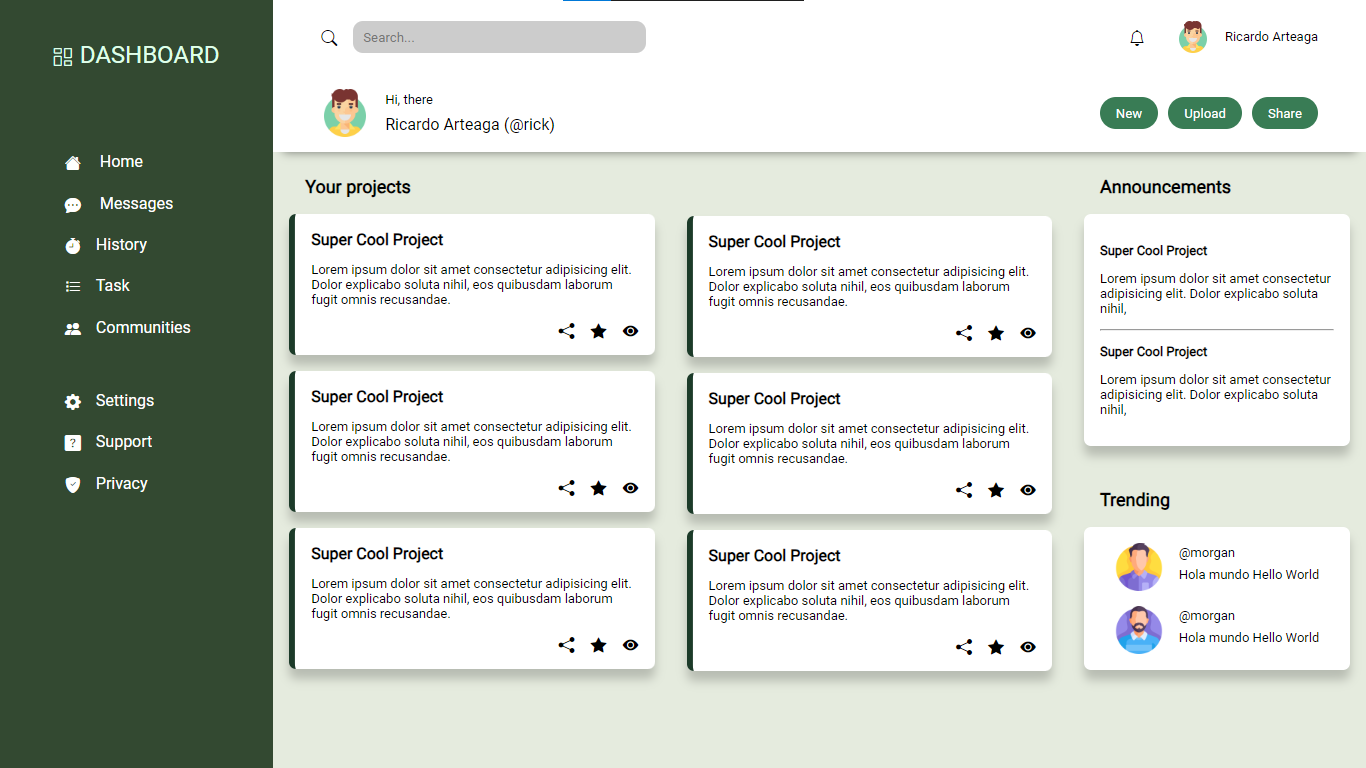 DASHBOARD
Home
Messages
History
Task
Communities
Settings
Support
Privacy
Search...
Ricardo Arteaga
Hi, there
Ricardo Arteaga (@rick)
New
Upload
Share
Your projects
Super Cool Project
Lorem ipsum dolor sit amet consectetur adipisicing elit.
Dolor explicabo soluta nihil, eos quibusdam laborum
fugit omnis recusandae.
Super Cool Project
Lorem ipsum dolor sit amet consectetur adipisicing elit.
Dolor explicabo soluta nihil, eos quibusdam laborum
fugit omnis recusandae.
Super Cool Project
Lorem ipsum dolor sit amet consectetur adipisicing elit.
Dolor explicabo soluta nihil, eos quibusdam laborum
fugit omnis recusandae.
Super Cool Project
Lorem ipsum dolor sit amet consectetur adipisicing elit.
Dolor explicabo soluta nihil, eos quibusdam laborum
fugit omnis recusandae.
Super Cool Project
Lorem ipsum dolor sit amet consectetur adipisicing elit.
Dolor explicabo soluta nihil, eos quibusdam laborum
fugit omnis recusandae.
Super Cool Project
Lorem ipsum dolor sit amet consectetur adipisicing elit.
Dolor explicabo soluta nihil, eos quibusdam laborum
fugit omnis recusandae.
Announcements
Super Cool Project
Lorem ipsum dolor sit amet consectetur
adipisicing elit. Dolor explicabo soluta
nihil,
Super Cool Project
Lorem ipsum dolor sit amet consectetur
adipisicing elit. Dolor explicabo soluta
nihil,
Trending
@morgan
Hola mundo Hello World
@morgan
Hola mundo Hello World